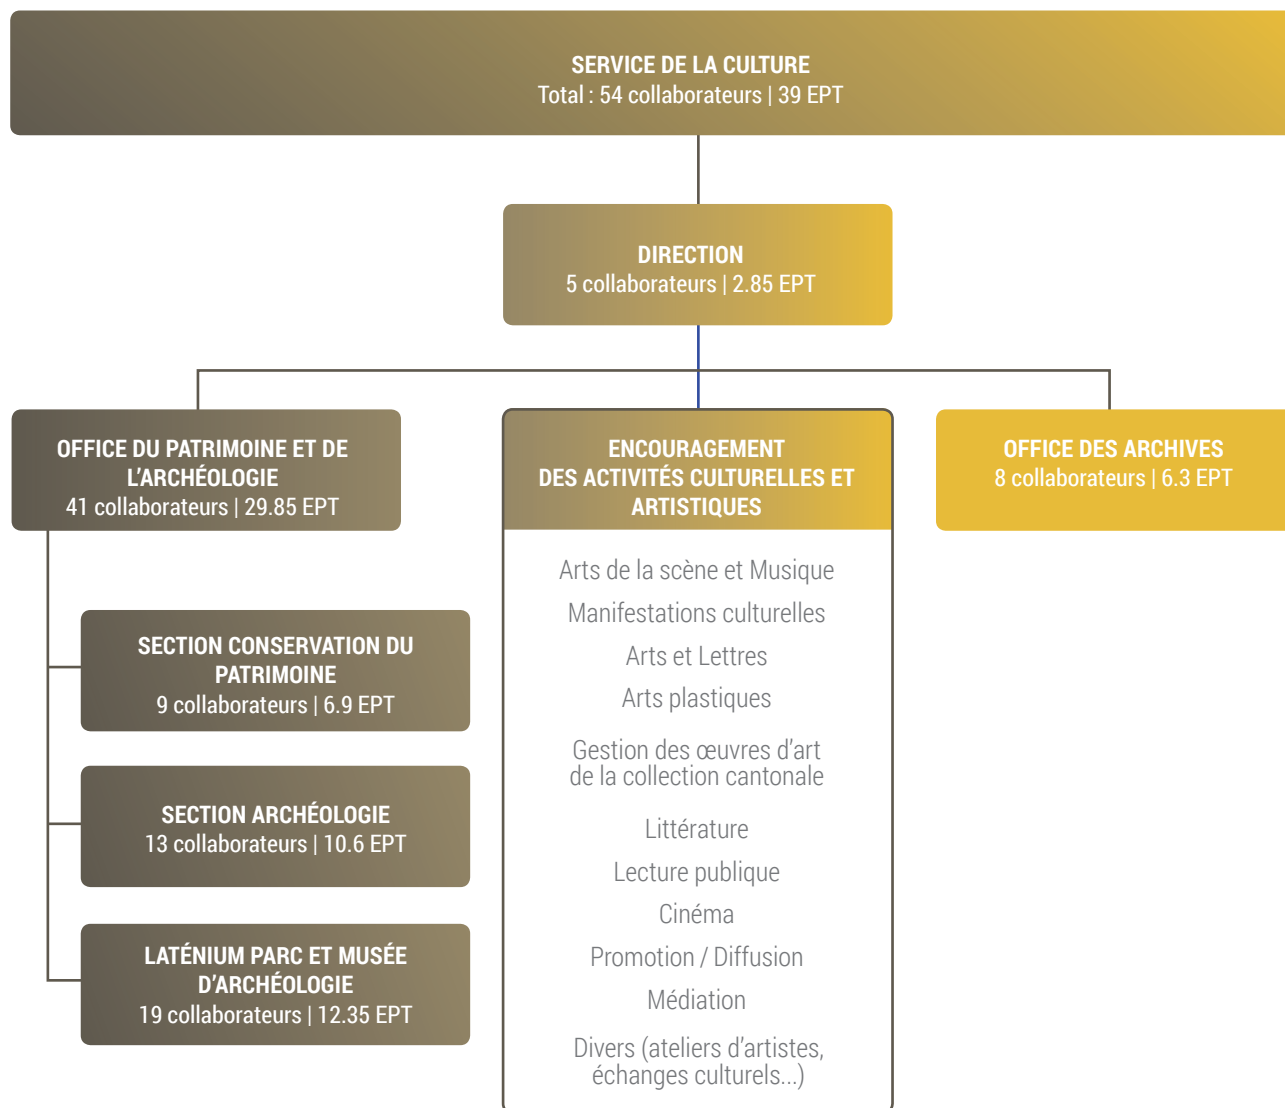 SERVICE DE LA CULTURE
Total : 54 collaborateurs | 39 EPT
DIRECTION
5 collaborateurs | 2.85 EPT
OFFICE DU PATRIMOINE ET DE
L'ARCHÉOLOGIE
41 collaborateurs | 29.85 EPT
SECTION CONSERVATION DU
PATRIMOINE
9 collaborateurs | 6.9 EPT
SECTION ARCHÉOLOGIE
13 collaborateurs | 10.6 EPT
LATÉNIUM PARC ET MUSÉE
D'ARCHÉOLOGIE
19 collaborateurs | 12.35 EPT
ENCOURAGEMENT
DES ACTIVITÉS CULTURELLES ET
ARTISTIQUES
Arts de la scène et Musique
Manifestations culturelles
Arts et Lettres
Arts plastiques
Gestion des œuvres d'art
de la collection cantonale
Littérature
Lecture publique
Cinéma
Promotion / Diffusion
Médiation
Divers (ateliers d'artistes,
échanges culturels...)
OFFICE DES ARCHIVES
8 collaborateurs | 6.3 EPT